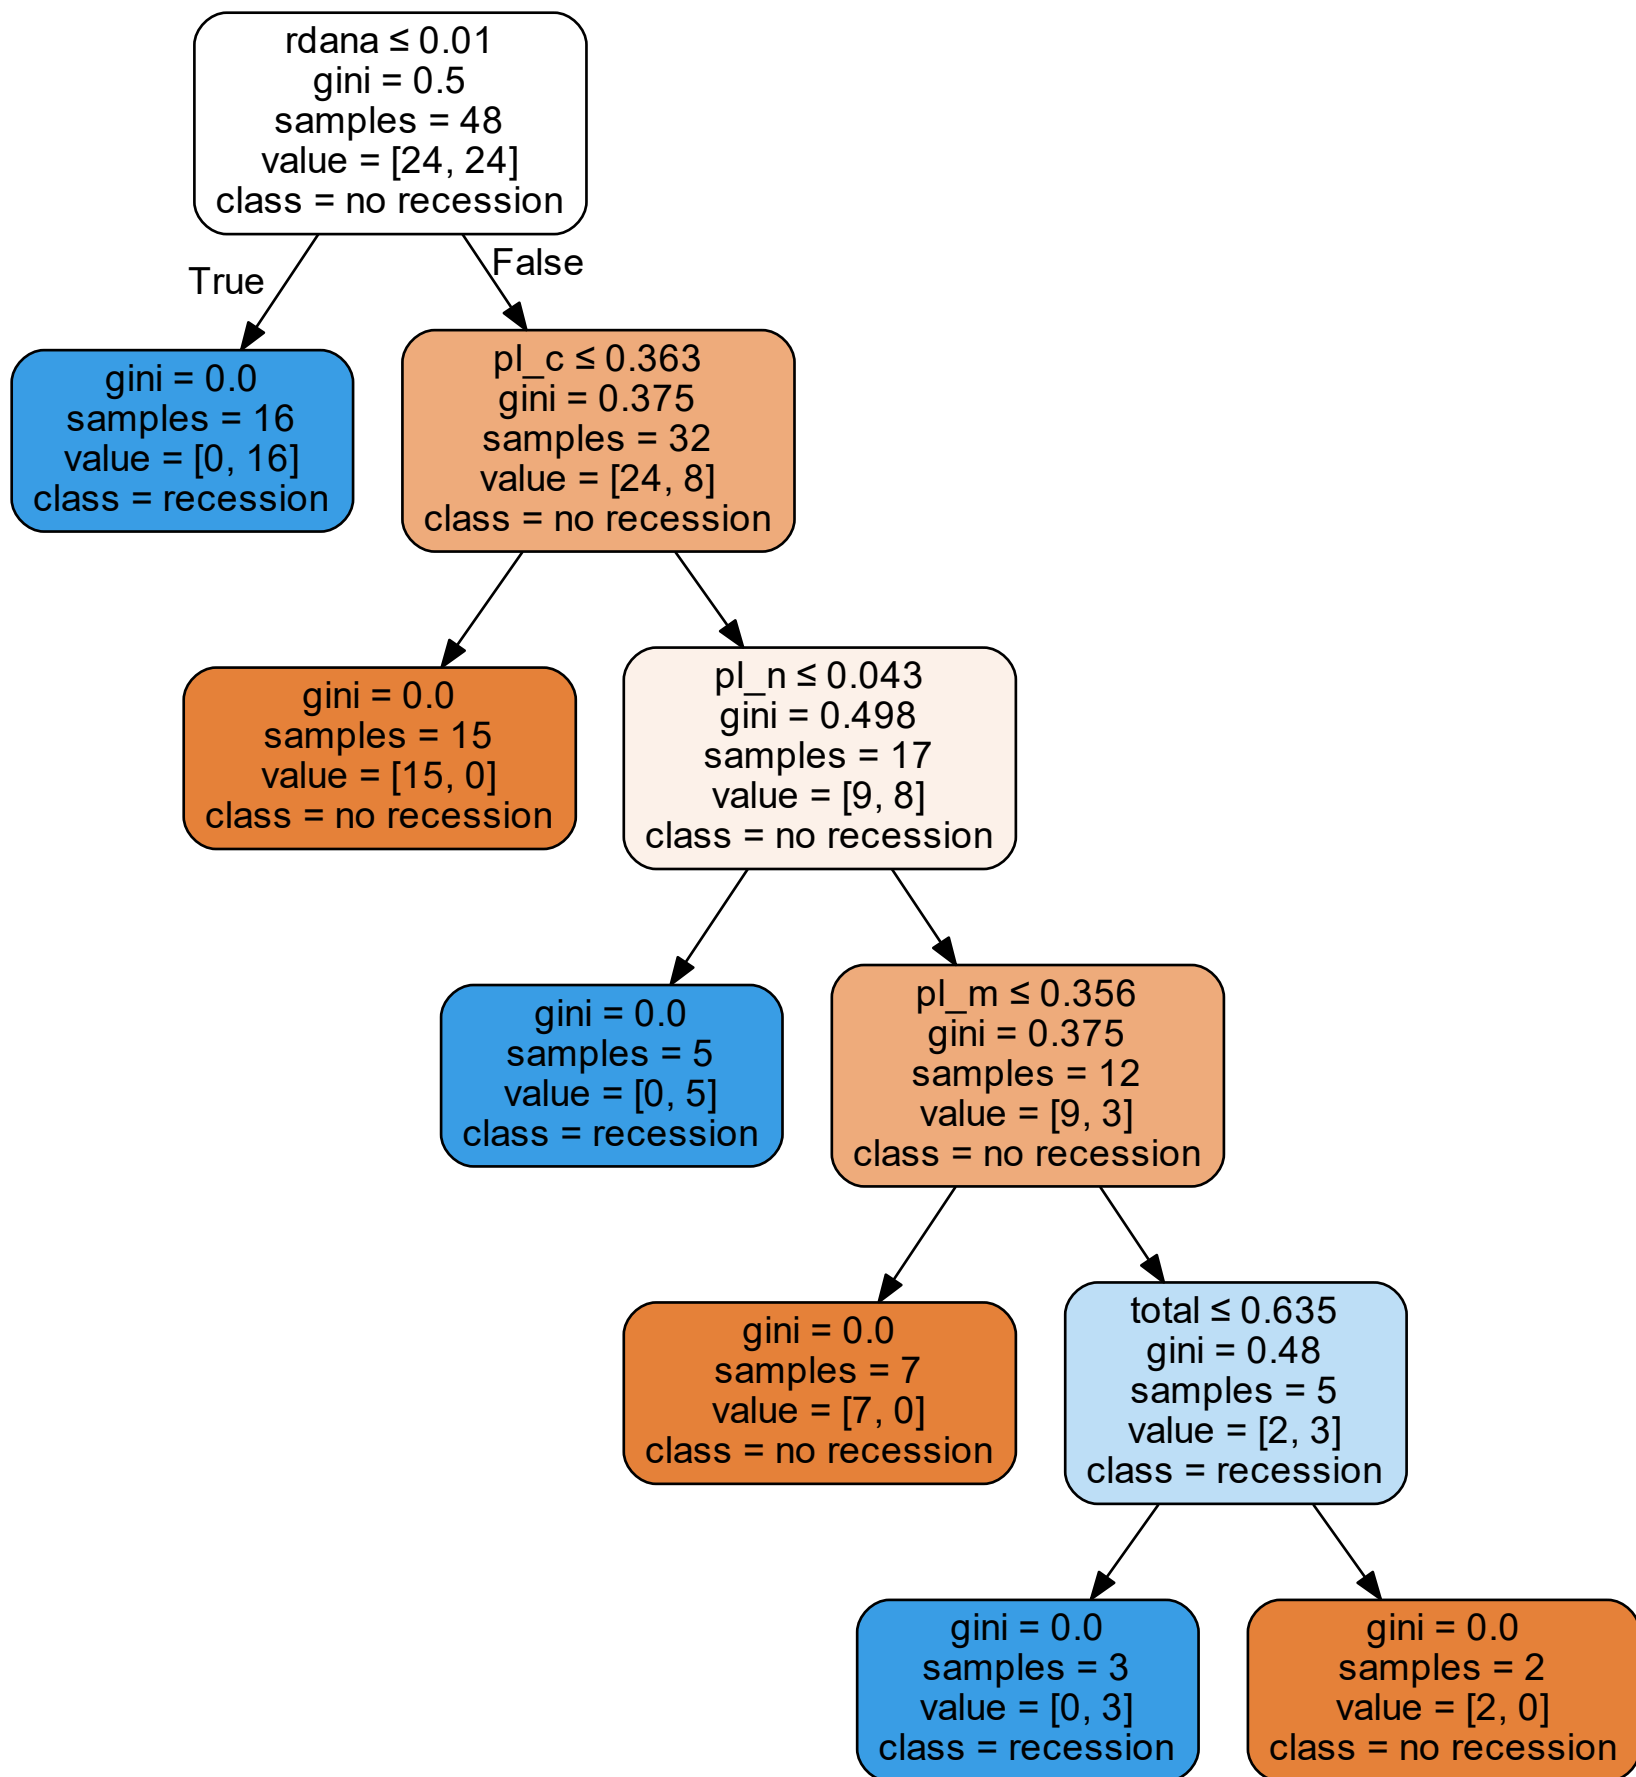 rdana ≤ 0.01
gini = 0.5
samples = 48
value = [24, 24]
class = no recession
True
False
gini = 0.0
samples = 16
value = [0, 16]
class = recession
pl_c ≤ 0.363
gini = 0.375
samples = 32
value = [24, 8]
class = no recession
gini = 0.0
samples = 15
value = [15, 0]
class = no recession
pl_n ≤ 0.043
gini = 0.498
samples = 17
value = [9, 8]
class = no recession
gini = 0.0
samples = 5
value = [0, 5]
class = recession
pl_m ≤ 0.356
gini = 0.375
samples = 12
value = [9, 3]
class = no recession
gini = 0.0
samples = 7
value = [7, 0]
class = no recession
total ≤ 0.635
gini = 0.48
samples = 5
value = [2, 3]
class = recession
gini = 0.0
samples = 3
value = [0, 3]
class = recession
gini = 0.0
samples = 2
value = [2, 0]
class = no recession